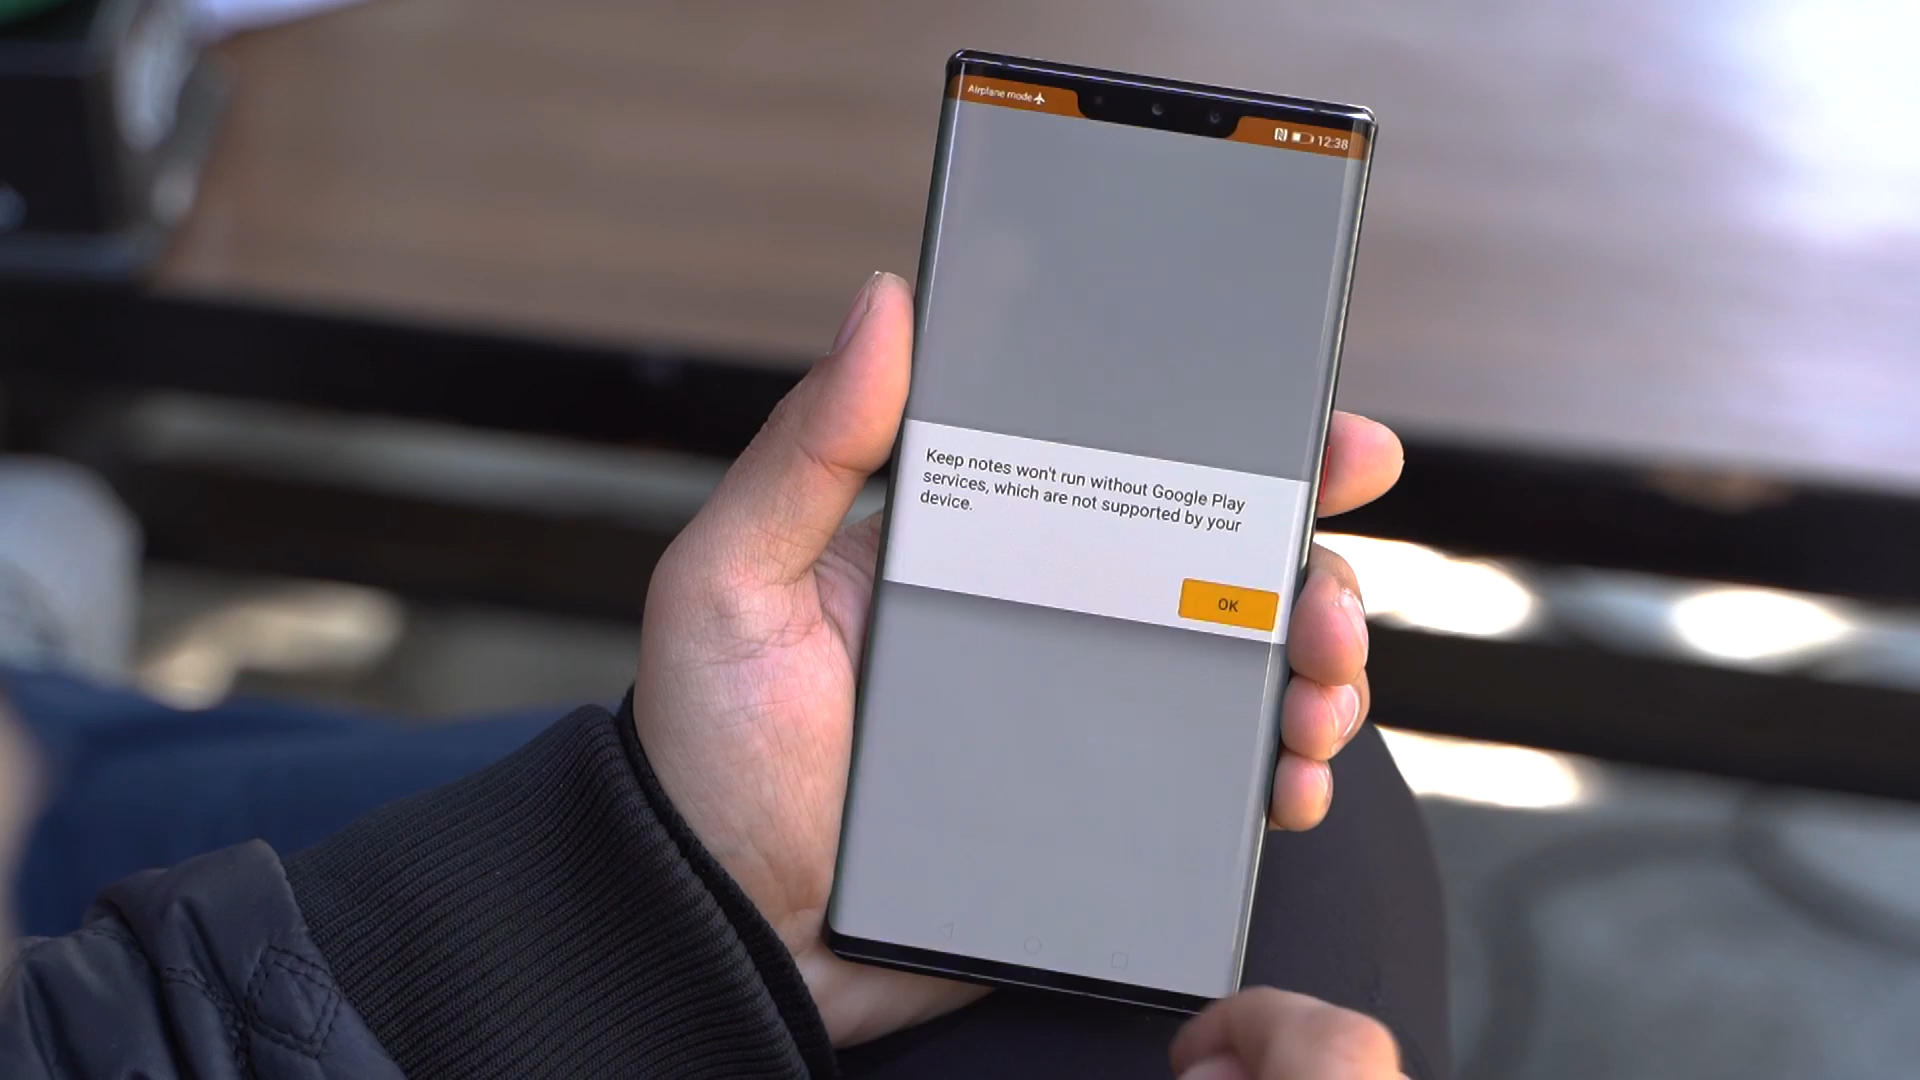 Airplane mode
12:38
Keep notes won't run without Google Play
services, which are not supported by your
device.
OK